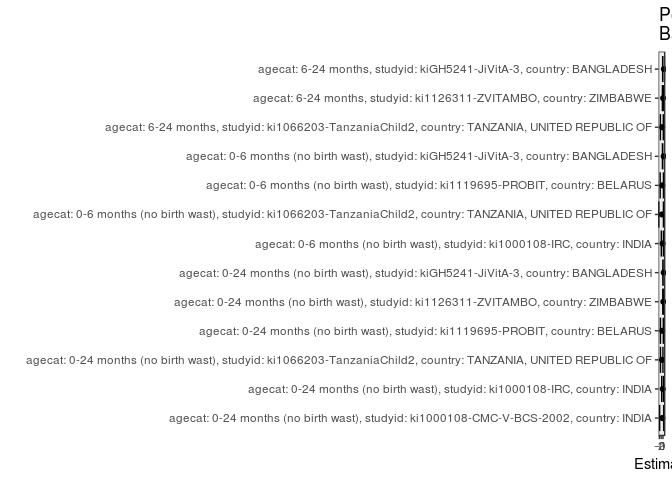 P
B
agecat: 6-24 months, studyid: kiGH5241-JiVitA-3, country: BANGLADESH
agecat: 6-24 months, studyid: ki1126311-ZVITAMBO, country: ZIMBABWE
agecat: 6-24 months, studyid: ki1066203-TanzaniaChild2, country: TANZANIA, UNITED REPUBLIC OF
agecat: 0-6 months (no birth wast), studyid: kiGH5241-JiVitA-3, country: BANGLADESH
agecat: 0-6 months (no birth wast), studyid: ki1119695-PROBIT, country: BELARUS
agecat: 0-6 months (no birth wast), studyid: ki1066203-TanzaniaChild2, country: TANZANIA, UNITED REPUBLIC OF
agecat: 0-6 months (no birth wast), studyid: ki1000108-IRC, country: INDIA
agecat: 0-24 months (no birth wast), studyid: kiGH5241-JiVitA-3, country: BANGLADESH
agecat: 0-24 months (no birth wast), studyid: ki1126311-ZVITAMBO, country: ZIMBABWE
agecat: 0-24 months (no birth wast), studyid: ki1119695-PROBIT, country: BELARUS
agecat: 0-24 months (no birth wast), studyid: ki1066203-TanzaniaChild2, country: TANZANIA, UNITED REPUBLIC OF
agecat: 0-24 months (no birth wast), studyid: ki1000108-IRC, country: INDIA
agecat: 0-24 months (no birth wast), studyid: ki1000108-CMC-V-BCS-2002, country: INDIA
Estima